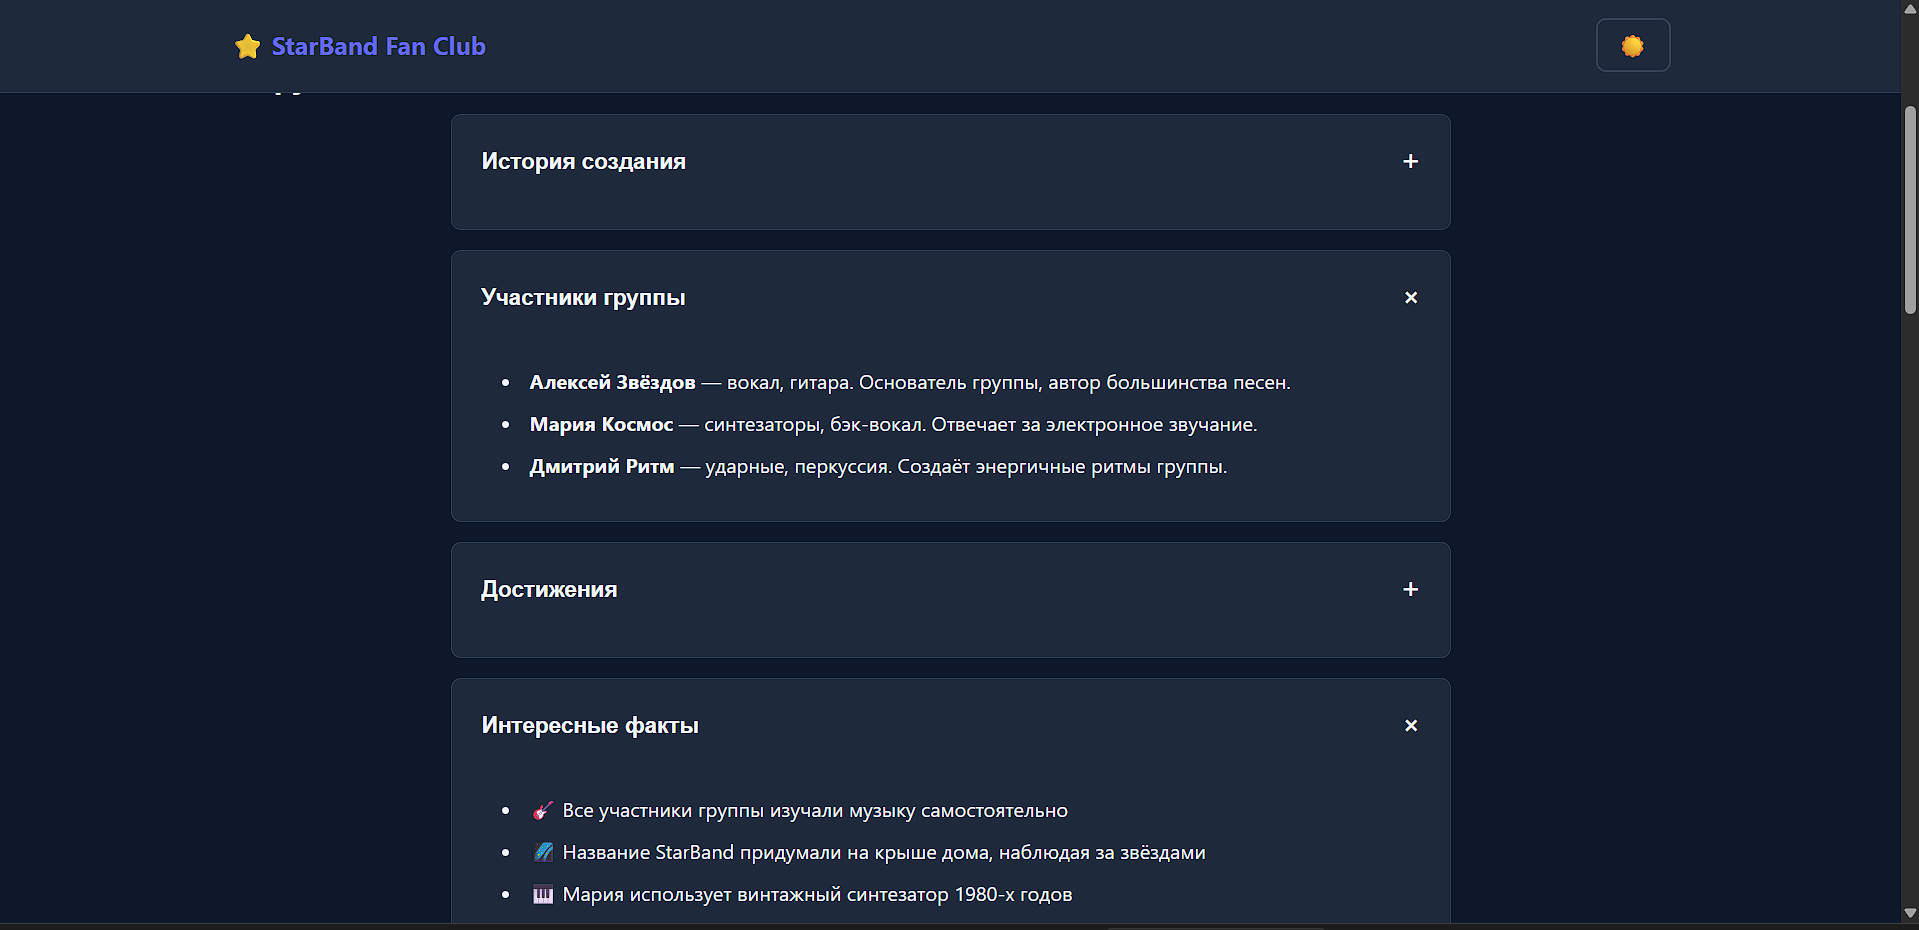 ⭐ StarBand Fan Club
История создания
Участники группы
Алексей Звёздов — вокал, гитара. Основатель группы, автор большинства песен.
Мария Космос — синтезаторы, бэк-вокал. Отвечает за электронное звучание.
Дмитрий Ритм — ударные, перкуссия. Создаёт энергичные ритмы группы.
Достижения
Интересные факты
🎸 Все участники группы изучали музыку самостоятельно
🌌 Название StarBand придумали на крыше дома, наблюдая за звёздами
🎹 Мария использует винтажный синтезатор 1980-х годов